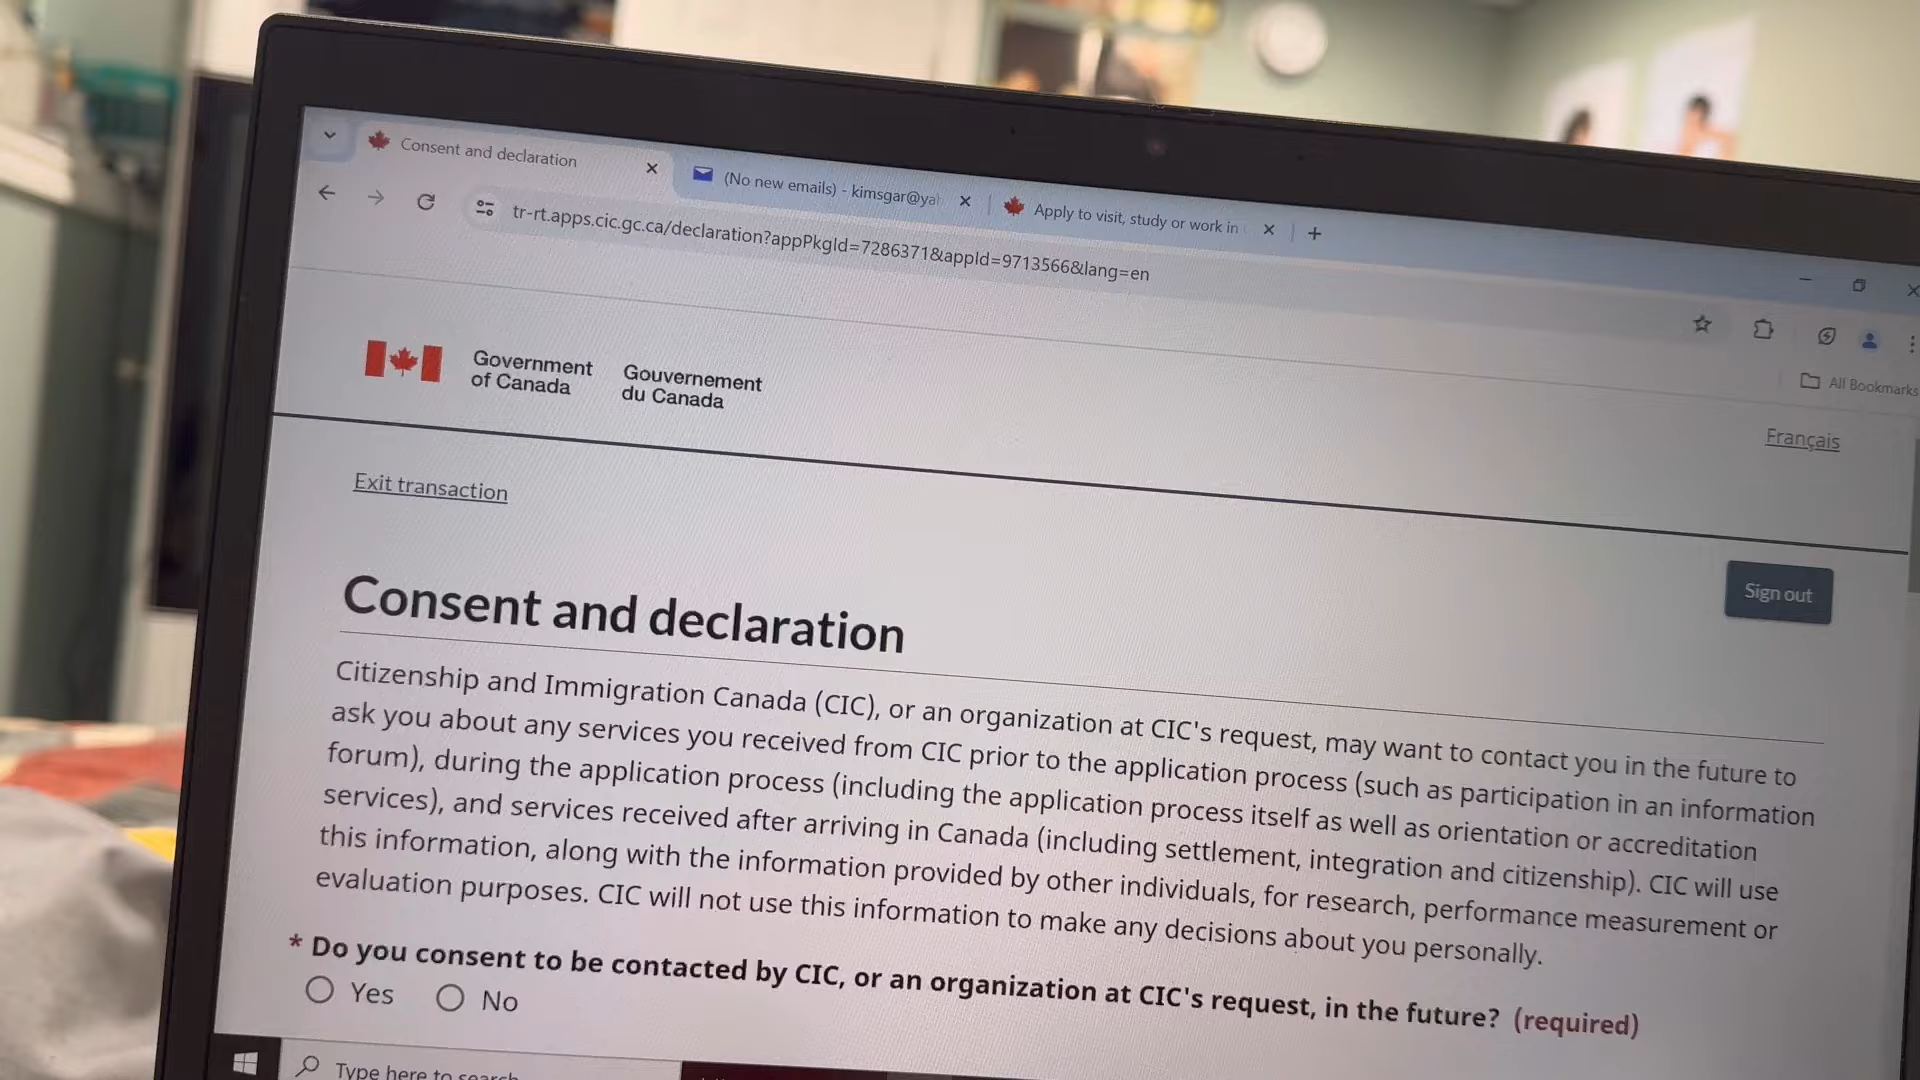 Consent and declaration
(No new emails) - kimsgar@ya
Apply to visit, study or work in
tr-rt.apps.cic.gc.ca/declaration?appPkgId=7286371&appId=9713566&lang=en
All Bookmarks
Government
of Canada
Gouvernement
du Canada
Français
Exit transaction
Sign out
Consent and declaration
Citizenship and Immigration Canada (CIC), or an organization at CIC's request, may want to contact you in the future to
ask you about any services you received from CIC prior to the application process (such as participation in an information
forum), during the application process (including the application process itself as well as orientation or accreditation
services), and services received after arriving in Canada (including settlement, integration and citizenship). CIC will use
this information, along with the information provided by other individuals, for research, performance measurement or
evaluation purposes. CIC will not use this information to make any decisions about you personally.
* Do you consent to be contacted by CIC, or an organization at CIC's request, in the future? (required)
Yes No
Type here to search